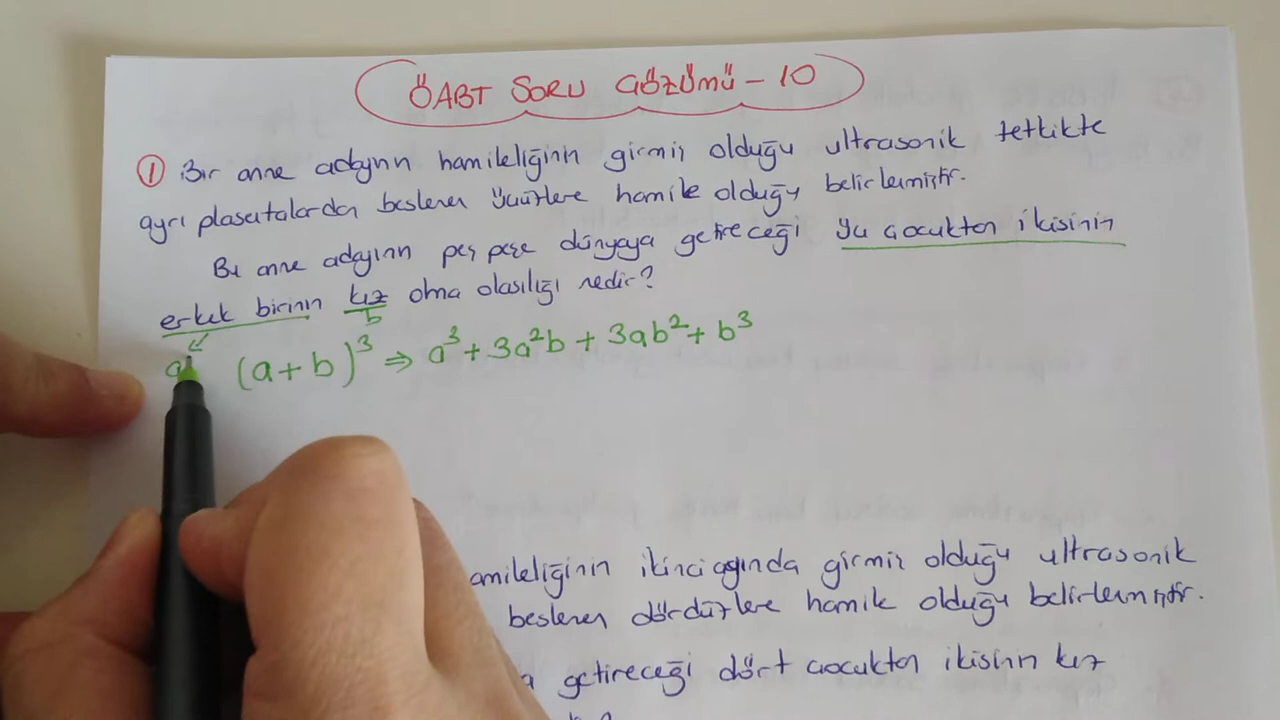 ÖABT SORU ÇÖZÜMÜ - 10
① Bir anne adayının hamileliğinin girmiş olduğu ultrasonik tetkikte
ayrı plasentalardan beslenen üçüzlere hamile olduğu belirlenmiştir.
Bu anne adayının peş peşe dünyaya getireceği üç çocuktan ikisinin
erkek birinin kız olma olasılığı nedir?
b
a (a+b)³ ⇒ a³ + 3a²b + 3ab² + b³
amileliğinin ikinci ayında girmiş olduğu ultrasonik
beslenen dördüzlere hamile olduğu belirlenmiştir.
getireceği dört çocuktan ikisinin kız